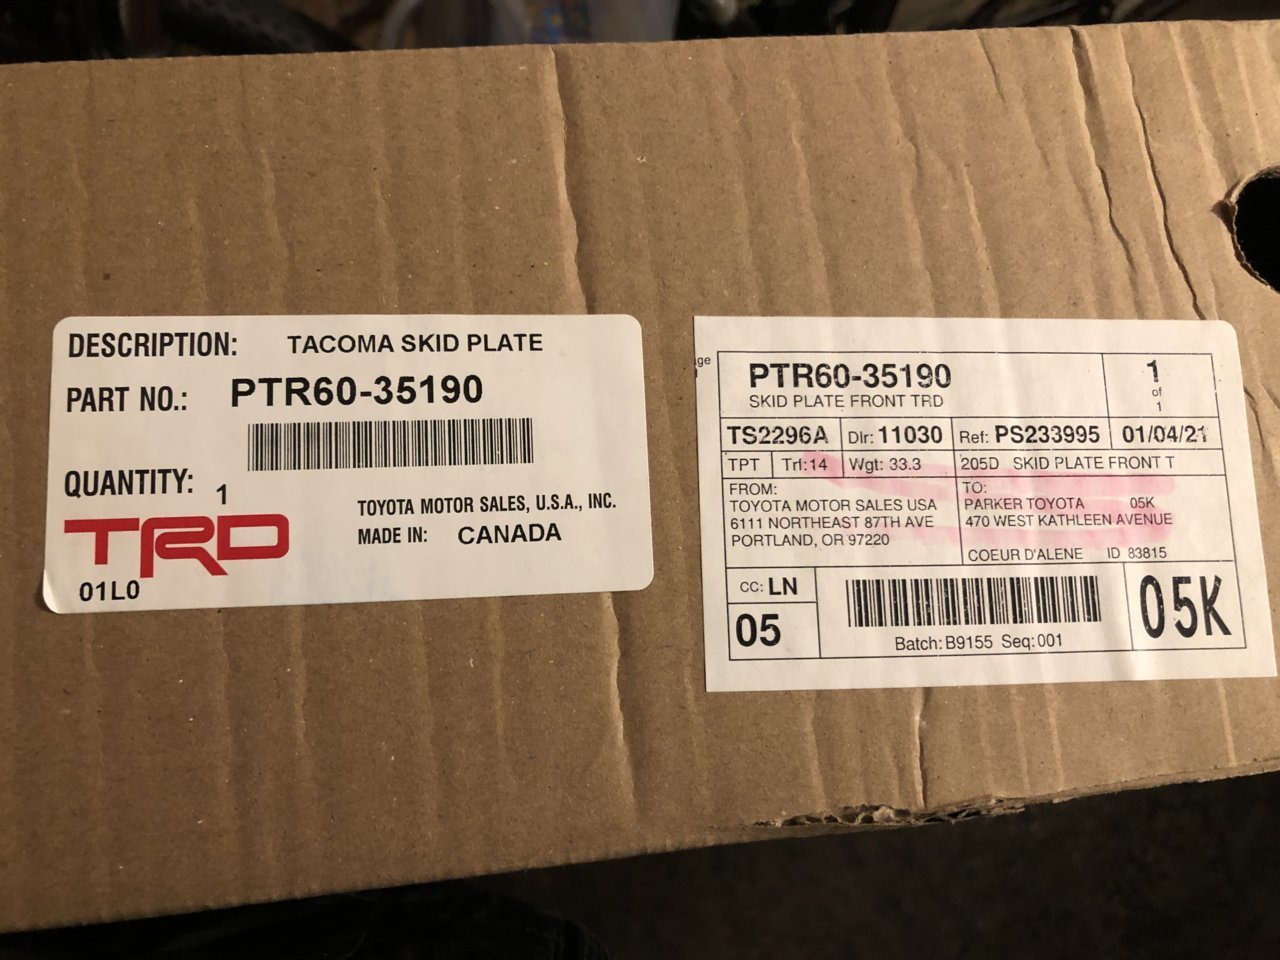 DESCRIPTION: TACOMA SKID PLATE
PART NO.: PTR60-35190
QUANTITY: 1
TOYOTA MOTOR SALES, U.S.A., INC.
MADE IN: CANADA
TRD
01L0
ge
PTR60-35190
SKID PLATE FRONT TRD
1
of
1
TS2296A Dlr: 11030 Ref: PS233995 01/04/21
TPT Trf: 14 Wgt: 33.3 205D SKID PLATE FRONT T
FROM:
TOYOTA MOTOR SALES USA
6111 NORTHEAST 87TH AVE
PORTLAND, OR 97220
TO:
PARKER TOYOTA 05K
470 WEST KATHLEEN AVENUE
COEUR D'ALENE ID 83815
CC: LN
05
Batch: B9155 Seq: 001
05K